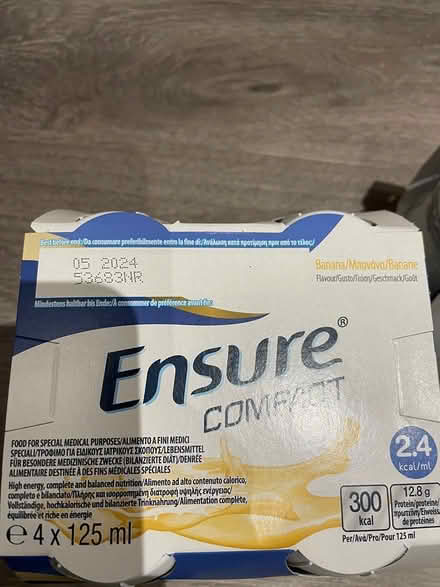 Best before end:/Da consumare preferibilmente entro la fine di:/Ανάλωση κατά προτίμηση πριν από το τέλος/
05 2024
53683NR
Mindestens haltbar bis Ende:/A consommer de préférence avant fin:
Banana/Μπανάνα/Banane
Flavour/Gusto/Γεύση/Geschmack/Goût
Ensure®
COMPACT
FOOD FOR SPECIAL MEDICAL PURPOSES/ALIMENTO A FINI MEDICI
SPECIALI/ΤΡΟΦΙΜΟ ΓΙΑ ΕΙΔΙΚΟΥΣ ΙΑΤΡΙΚΟΥΣ ΣΚΟΠΟΥΣ/LEBENSMITTEL
FÜR BESONDERE MEDIZINISCHE ZWECKE (BILANZIERTE DIÄT)/DENRÉE
ALIMENTAIRE DESTINÉE À DES FINS MÉDICALES SPÉCIALES
High energy, complete and balanced nutrition/Alimento ad alto contenuto calorico,
completo e bilanciato/Πλήρης και ισορροπημένη διατροφή υψηλής ενέργειας/
Vollständige, hochkalorische und bilanzierte Trinknahrung/Alimentation complète,
équilibrée et riche en énergie
℮ 4 x 125 ml
2.4
kcal/ml
300
kcal
12.8 g
Protein/proteine/
πρωτεΐνη/Eiweiss
de protéines
Per/Ανά/Pro/Pour 125 ml